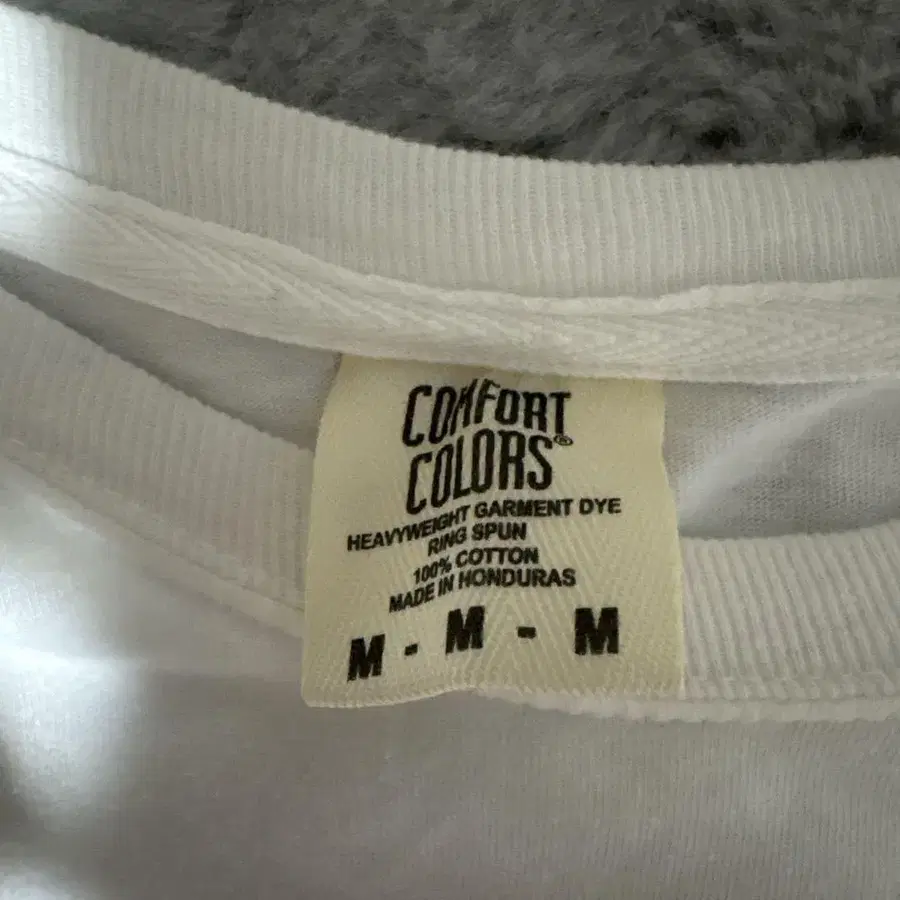 COMFORT
COLORS®
HEAVYWEIGHT GARMENT DYE
RING SPUN
100% COTTON
MADE IN HONDURAS
M - M - M